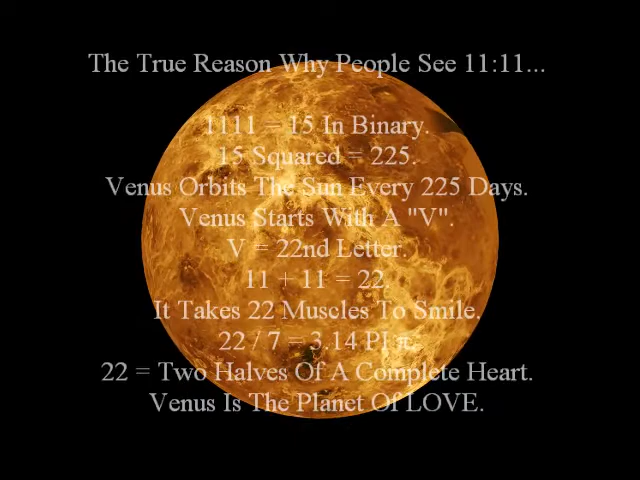 The True Reason Why People See 11:11...
1111 = 15 In Binary.
15 Squared = 225.
Venus Orbits The Sun Every 225 Days.
Venus Starts With A "V".
V = 22nd Letter.
11 + 11 = 22.
It Takes 22 Muscles To Smile.
22 / 7 = 3.14 PI π.
22 = Two Halves Of A Complete Heart.
Venus Is The Planet Of LOVE.